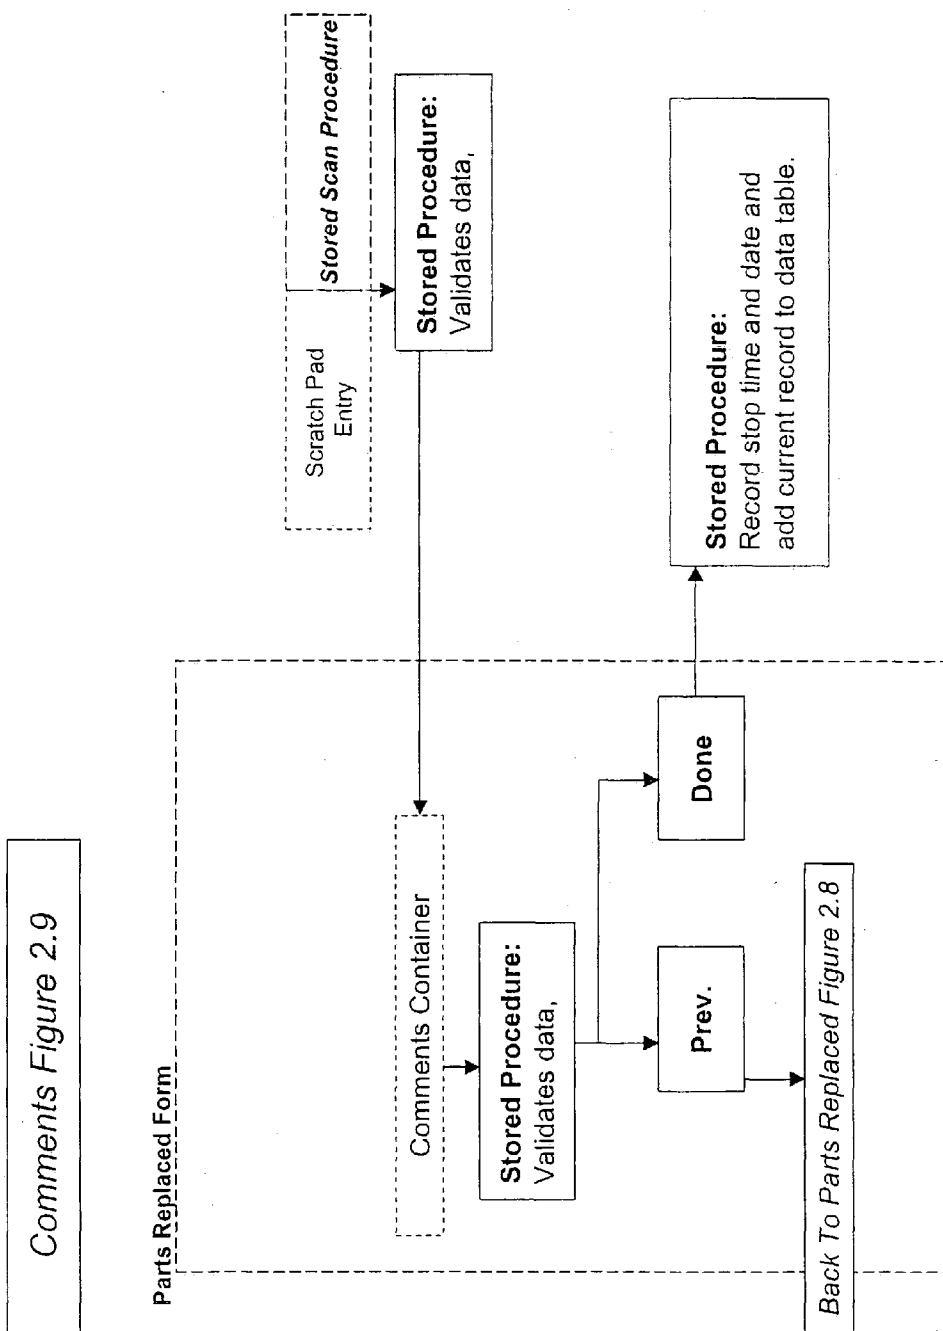 Comments Figure 2.9
Parts Replaced Form
Comments Container
Stored Procedure:
Validates data,
Prev.
Done
Back To Parts Replaced Figure 2.8
Scratch Pad
Entry
Stored Scan Procedure
Stored Procedure:
Validates data,
Stored Procedure:
Record stop time and date and
add current record to data table.